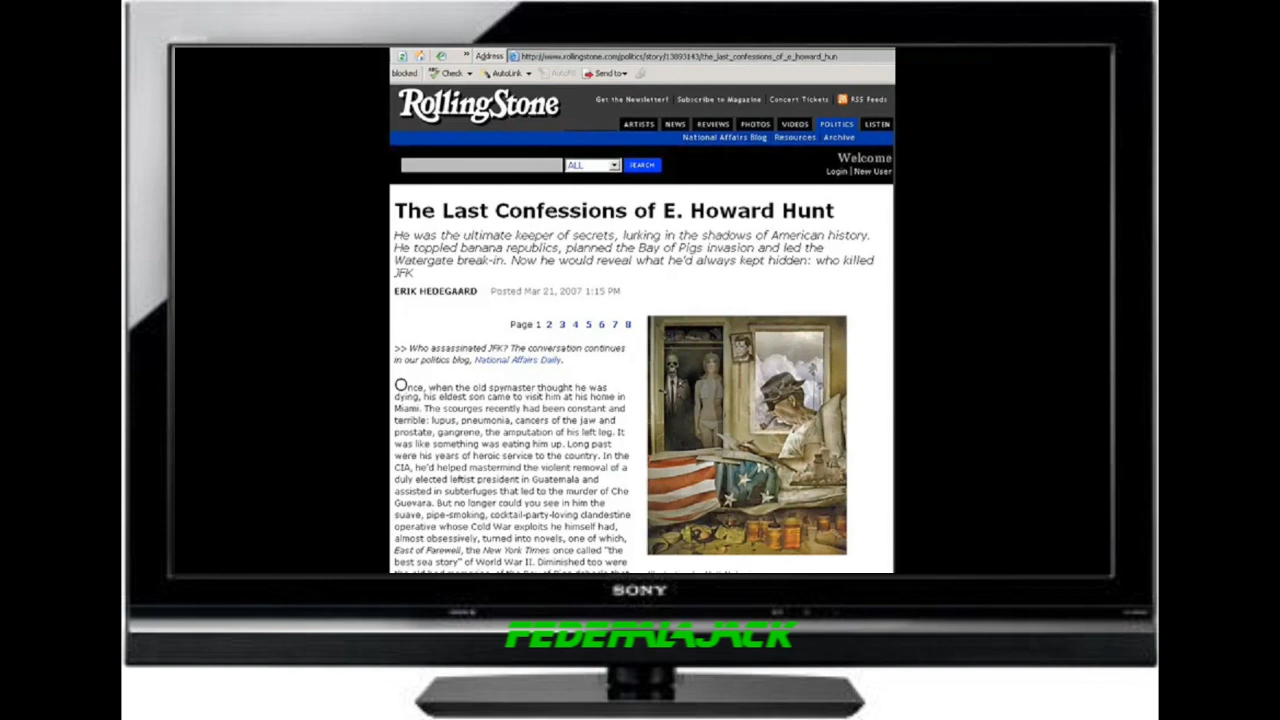 Address http://www.rollingstone.com/politics/story/13893143/the_last_confessions_of_e_howard_hun
blocked Check AutoLink AutoFill Send to
RollingStone
Get the Newsletter! Subscribe to Magazine Concert Tickets RSS Feeds
ARTISTS NEWS REVIEWS PHOTOS VIDEOS POLITICS LISTEN
National Affairs Blog Resources Archive
Welcome
ALL SEARCH
Login | New User
The Last Confessions of E. Howard Hunt
He was the ultimate keeper of secrets, lurking in the shadows of American history.
He toppled banana republics, planned the Bay of Pigs invasion and led the
Watergate break-in. Now he would reveal what he'd always kept hidden: who killed
JFK
ERIK HEDEGAARD Posted Mar 21, 2007 1:15 PM
Page 1 2 3 4 5 6 7 8
>> Who assassinated JFK? The conversation continues
in our politics blog, National Affairs Daily.
Once, when the old spymaster thought he was
dying, his eldest son came to visit him at his home in
Miami. The scourges recently had been constant and
terrible: lupus, pneumonia, cancers of the jaw and
prostate, gangrene, the amputation of his left leg. It
was like something was eating him up. Long past
were his years of heroic service to the country. In the
CIA, he'd helped mastermind the violent removal of a
duly elected leftist president in Guatemala and
assisted in subterfuges that led to the murder of Che
Guevara. But no longer could you see in him the
suave, pipe-smoking, cocktail-party-loving clandestine
operative whose Cold War exploits he himself had,
almost obsessively, turned into novels, one of which,
East of Farewell, the New York Times once called "the
best sea story" of World War II. Diminished too were
SONY
FEDERALJACK